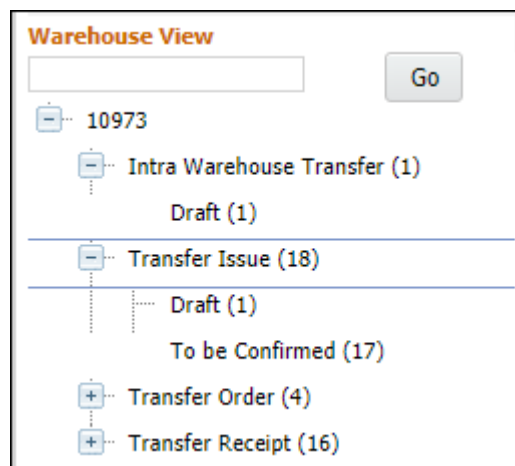 Warehouse View
Go
10973
Intra Warehouse Transfer (1)
Draft (1)
Transfer Issue (18)
Draft (1)
To be Confirmed (17)
Transfer Order (4)
Transfer Receipt (16)